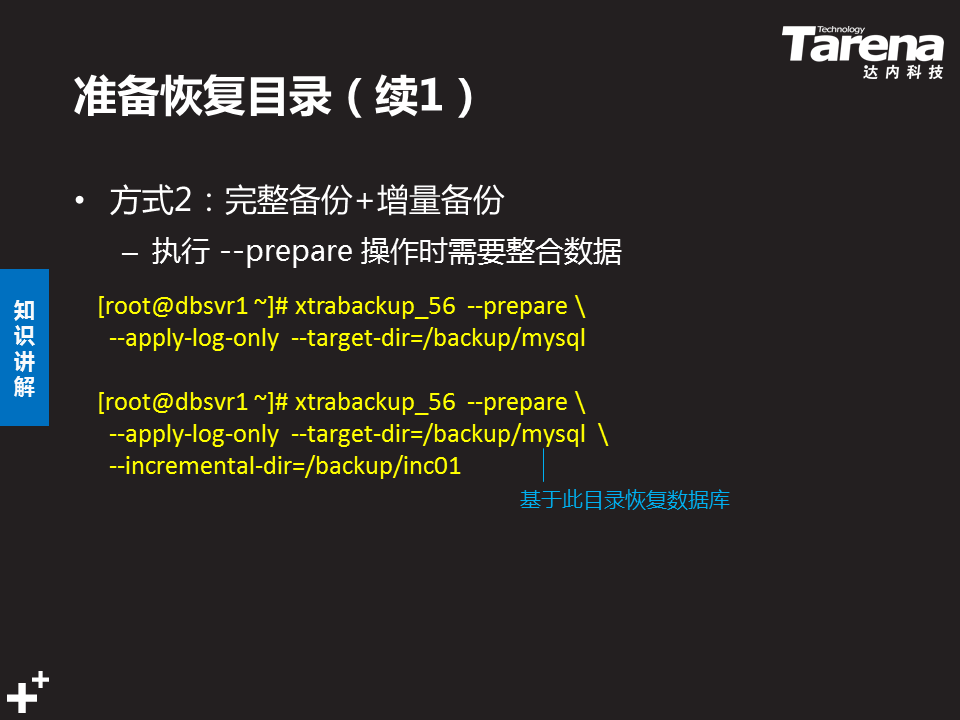 Technology
Tarena
达内科技
准备恢复目录（续1）
• 方式2：完整备份+增量备份
– 执行 --prepare 操作时需要整合数据
知识讲解
[root@dbsvr1 ~]# xtrabackup_56  --prepare \
--apply-log-only  --target-dir=/backup/mysql
[root@dbsvr1 ~]# xtrabackup_56  --prepare \
--apply-log-only  --target-dir=/backup/mysql  \
--incremental-dir=/backup/inc01
基于此目录恢复数据库